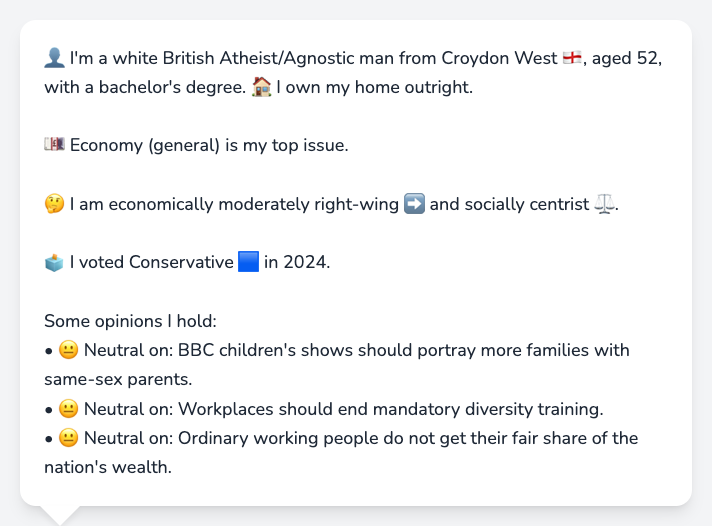 👤 I'm a white British Atheist/Agnostic man from Croydon West 🏴󠁧󠁢󠁥󠁮󠁧󠁿, aged 52,
with a bachelor's degree. 🏠 I own my home outright.
💷 Economy (general) is my top issue.
🤔 I am economically moderately right-wing ➡️ and socially centrist ⚖️.
🗳️ I voted Conservative 🟦 in 2024.
Some opinions I hold:
• 😐 Neutral on: BBC children's shows should portray more families with
same-sex parents.
• 😐 Neutral on: Workplaces should end mandatory diversity training.
• 😐 Neutral on: Ordinary working people do not get their fair share of the
nation's wealth.